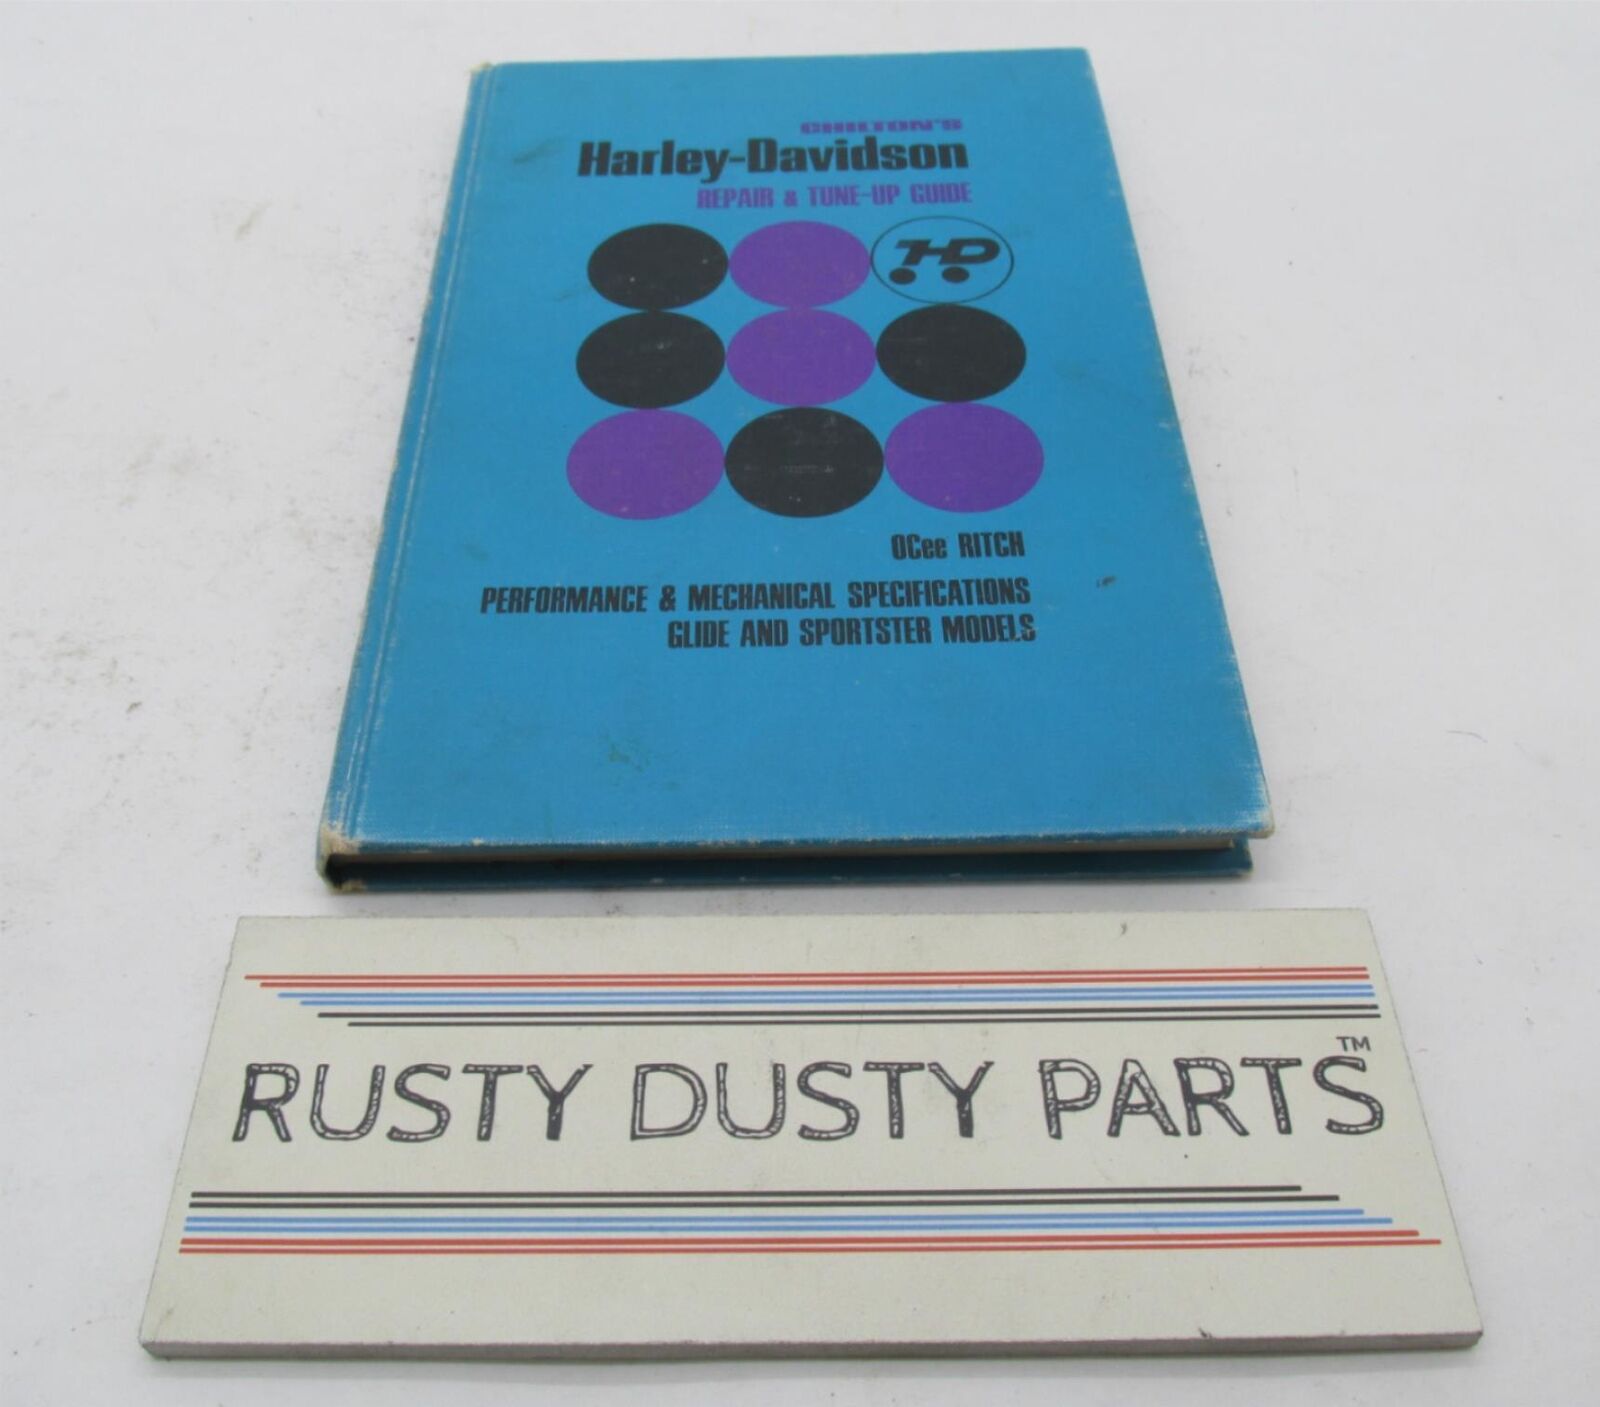 CHILTON'S
Harley-Davidson
REPAIR & TUNE-UP GUIDE
HD
OCee RITCH
PERFORMANCE & MECHANICAL SPECIFICATIONS
GLIDE AND SPORTSTER MODELS
RUSTY DUSTY PARTS™